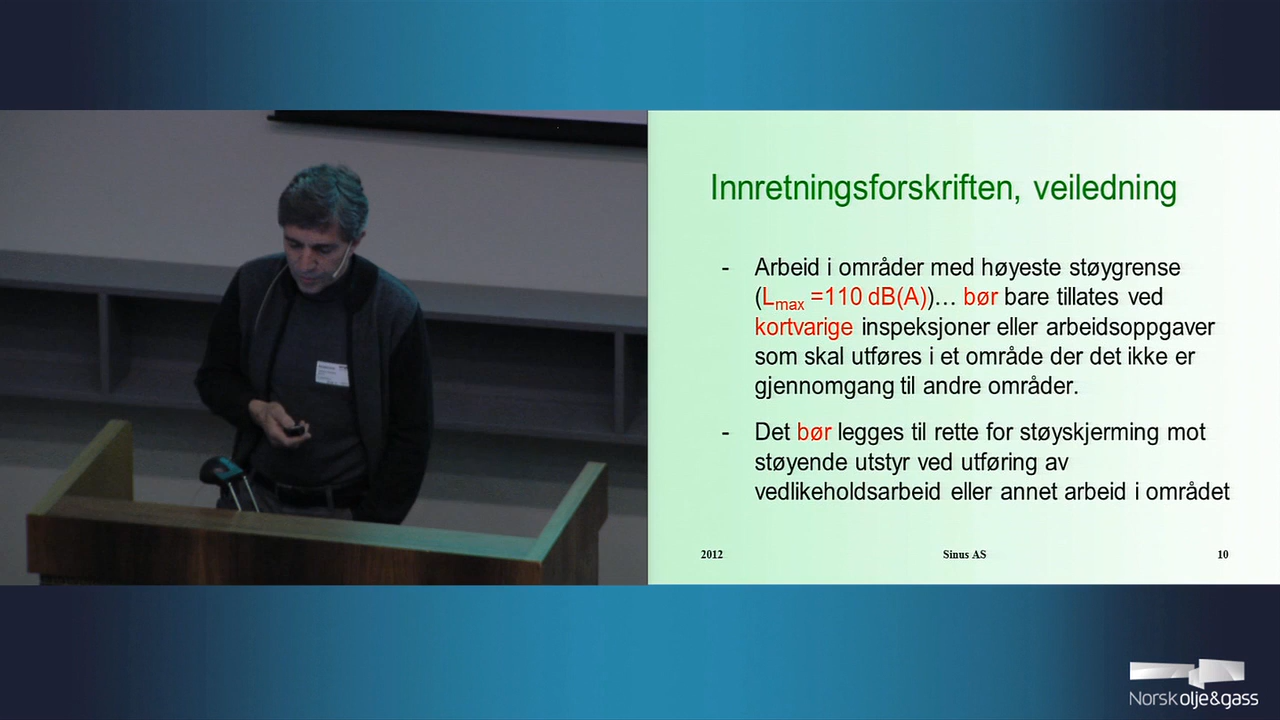 Innretningsforskriften, veiledning
- Arbeid i områder med høyeste støygrense
(Lmax =110 dB(A))… bør bare tillates ved
kortvarige inspeksjoner eller arbeidsoppgaver
som skal utføres i et område der det ikke er
gjennomgang til andre områder.
- Det bør legges til rette for støyskjerming mot
støyende utstyr ved utføring av
vedlikeholdsarbeid eller annet arbeid i området
2012 Sinus AS 10
Norskolje&gass